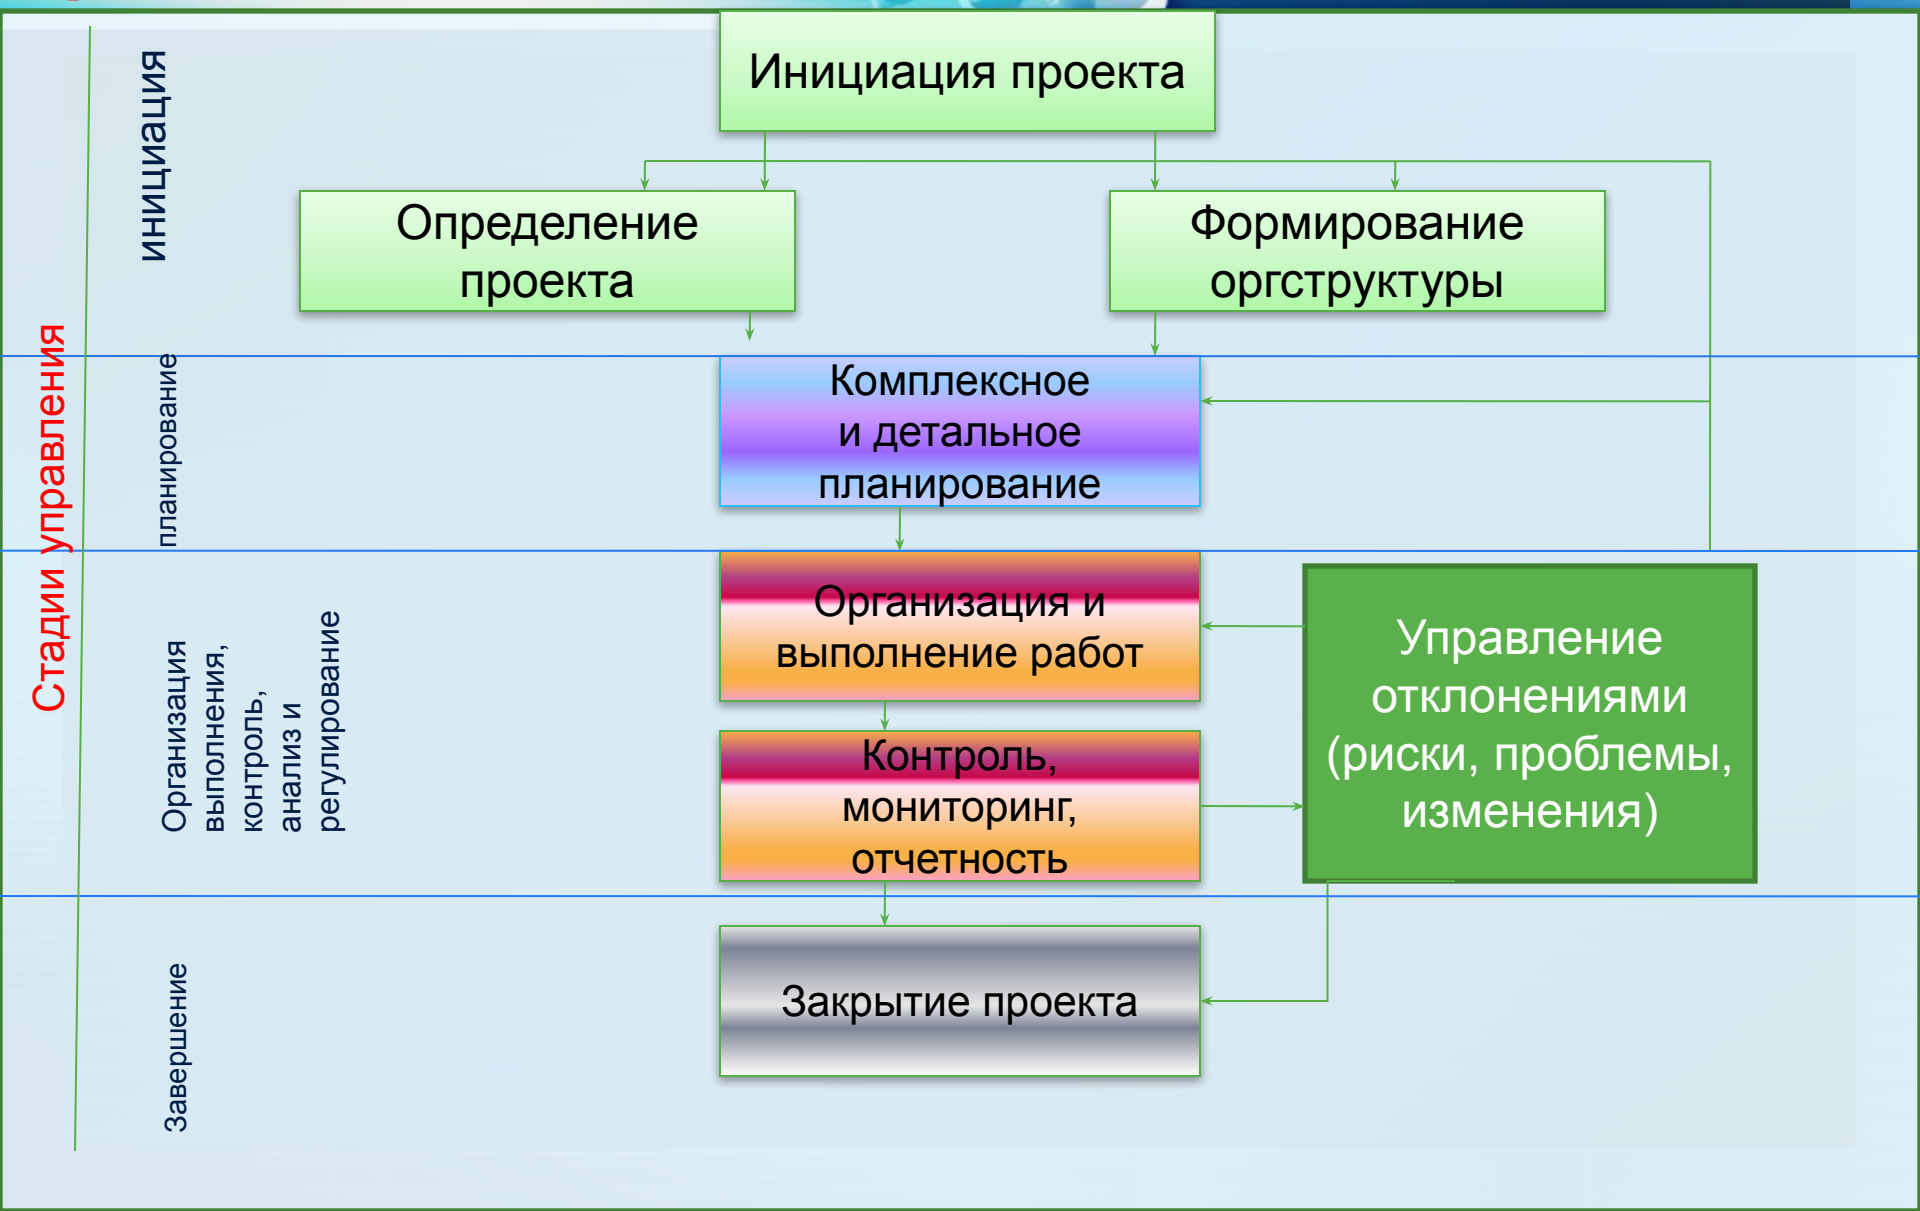 Стадии управления
инициация
Инициация проекта
Определение
проекта
Формирование
оргструктуры
планирование
Комплексное
и детальное
планирование
Организация
выполнения,
контроль,
анализ и
регулирование
Организация и
выполнение работ
Контроль,
мониторинг,
отчетность
Управление
отклонениями
(риски, проблемы,
изменения)
Завершение
Закрытие проекта